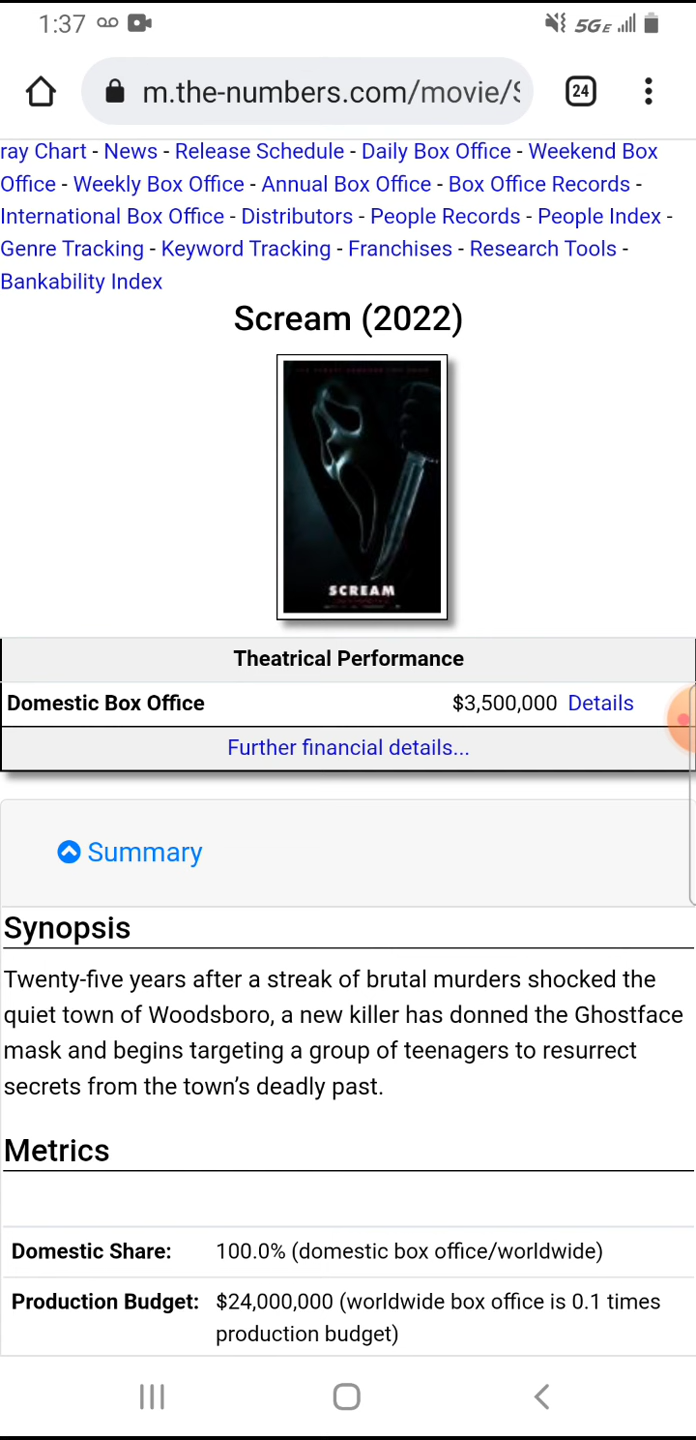 1:37
5GE
m.the-numbers.com/movie/S
24
ray Chart - News - Release Schedule - Daily Box Office - Weekend Box
Office - Weekly Box Office - Annual Box Office - Box Office Records -
International Box Office - Distributors - People Records - People Index -
Genre Tracking - Keyword Tracking - Franchises - Research Tools -
Bankability Index
Scream (2022)
SCREAM
Theatrical Performance
Domestic Box Office $3,500,000 Details
Further financial details...
Summary
Synopsis
Twenty-five years after a streak of brutal murders shocked the
quiet town of Woodsboro, a new killer has donned the Ghostface
mask and begins targeting a group of teenagers to resurrect
secrets from the town’s deadly past.
Metrics
Domestic Share: 100.0% (domestic box office/worldwide)
Production Budget: $24,000,000 (worldwide box office is 0.1 times
production budget)